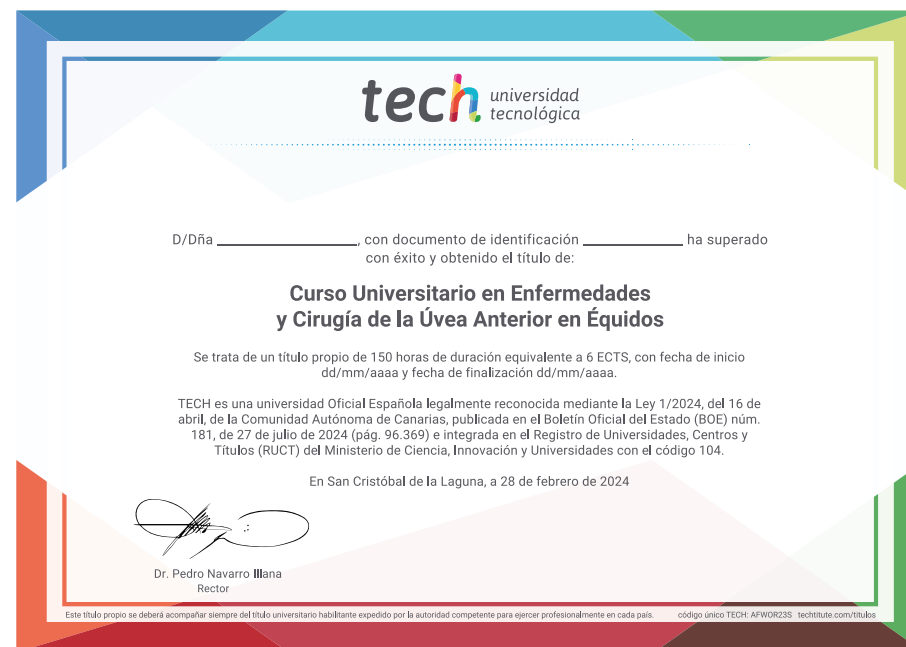 tech universidad
tecnológica
D/Dña ____________________, con documento de identificación ______________ ha superado
con éxito y obtenido el título de:
Curso Universitario en Enfermedades
y Cirugía de la Úvea Anterior en Équidos
Se trata de un título propio de 150 horas de duración equivalente a 6 ECTS, con fecha de inicio
dd/mm/aaaa y fecha de finalización dd/mm/aaaa.
TECH es una universidad Oficial Española legalmente reconocida mediante la Ley 1/2024, del 16 de
abril, de la Comunidad Autónoma de Canarias, publicada en el Boletín Oficial del Estado (BOE) núm.
181, de 27 de julio de 2024 (pág. 96.369) e integrada en el Registro de Universidades, Centros y
Títulos (RUCT) del Ministerio de Ciencia, Innovación y Universidades con el código 104.
En San Cristóbal de la Laguna, a 28 de febrero de 2024
Dr. Pedro Navarro Illana
Rector
Este título propio se deberá acompañar siempre del título universitario habilitante expedido por la autoridad competente para ejercer profesionalmente en cada país. código único TECH: AFWOR23S techtitute.com/titulos